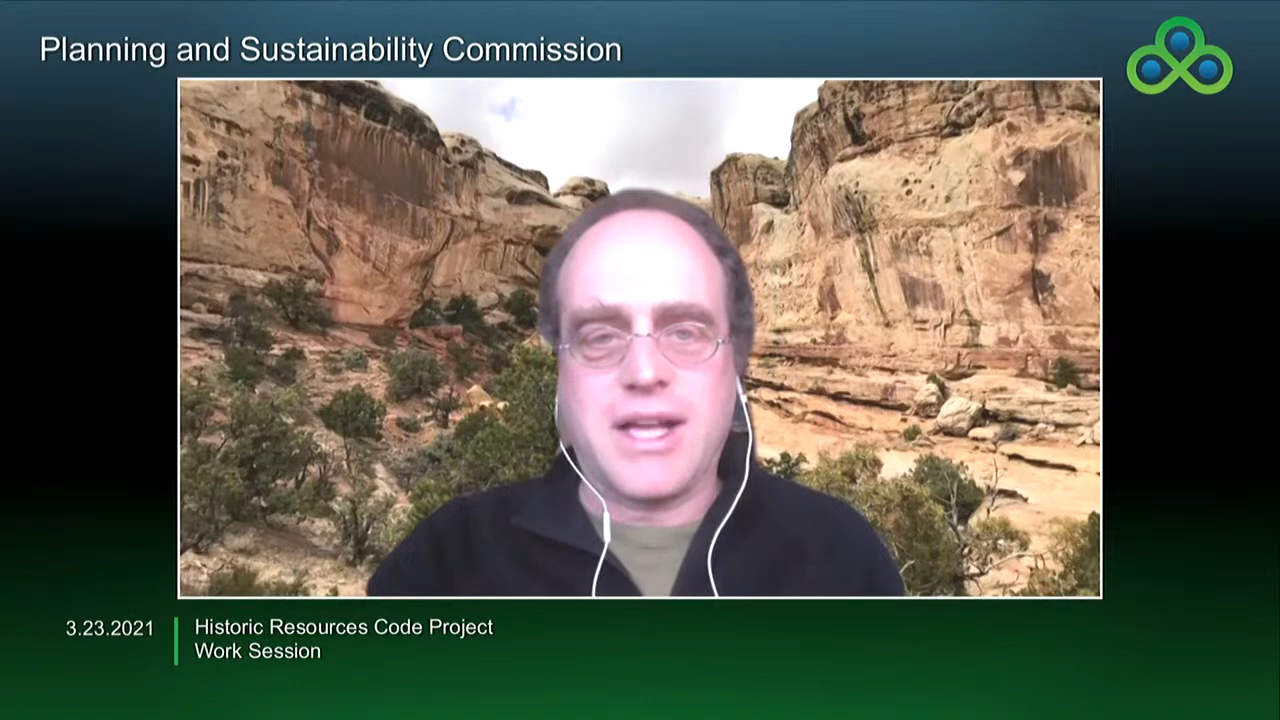 Planning and Sustainability Commission
3.23.2021
Historic Resources Code Project
Work Session